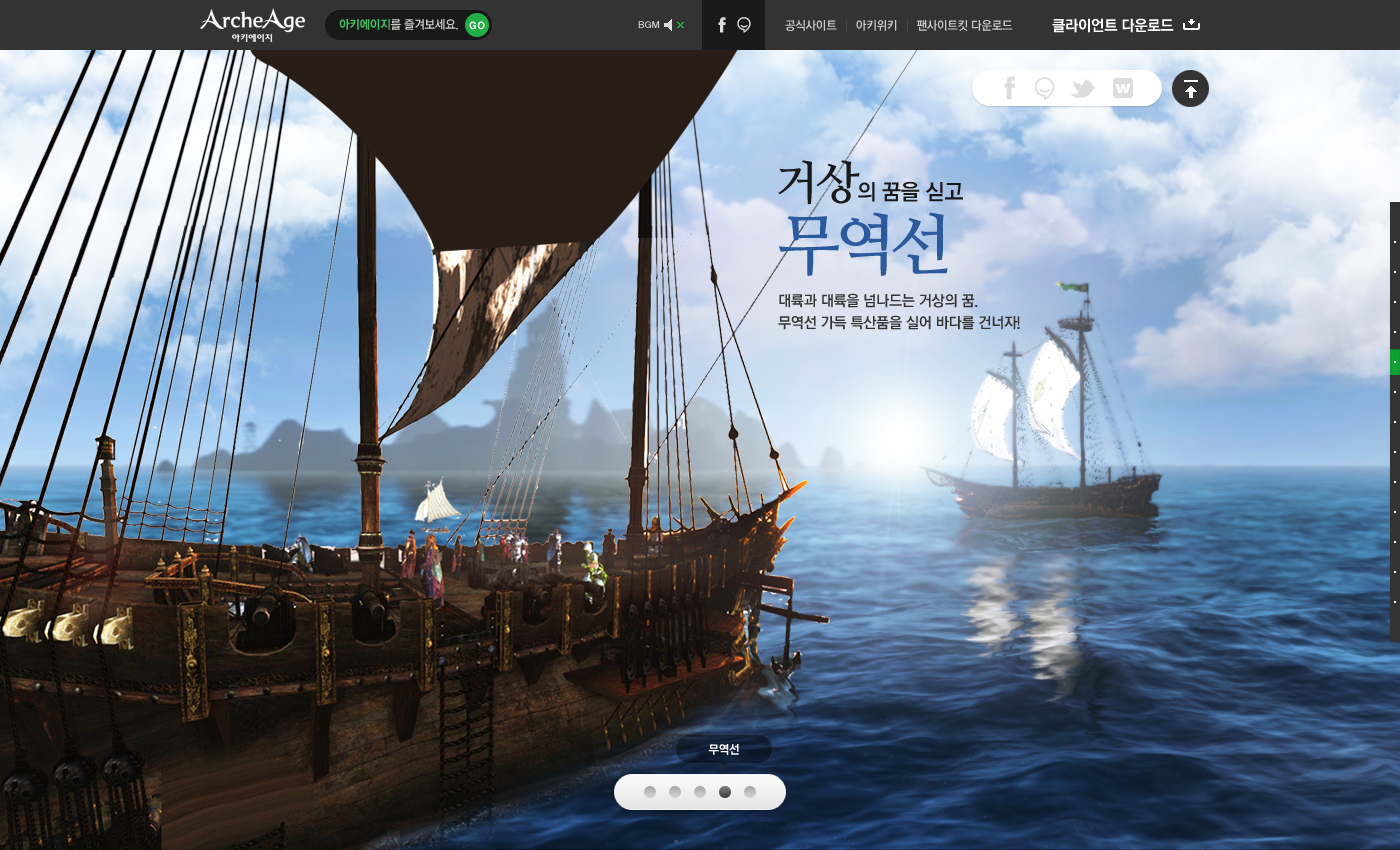 ArcheAge
아키에이지
아키에이지를 즐겨보세요. GO
BGM
공식사이트
아키위키
팬사이트킷 다운로드
클라이언트 다운로드
거상의 꿈을 싣고
무역선
대륙과 대륙을 넘나드는 거상의 꿈.
무역선 가득 특산품을 실어 바다를 건너자!
무역선